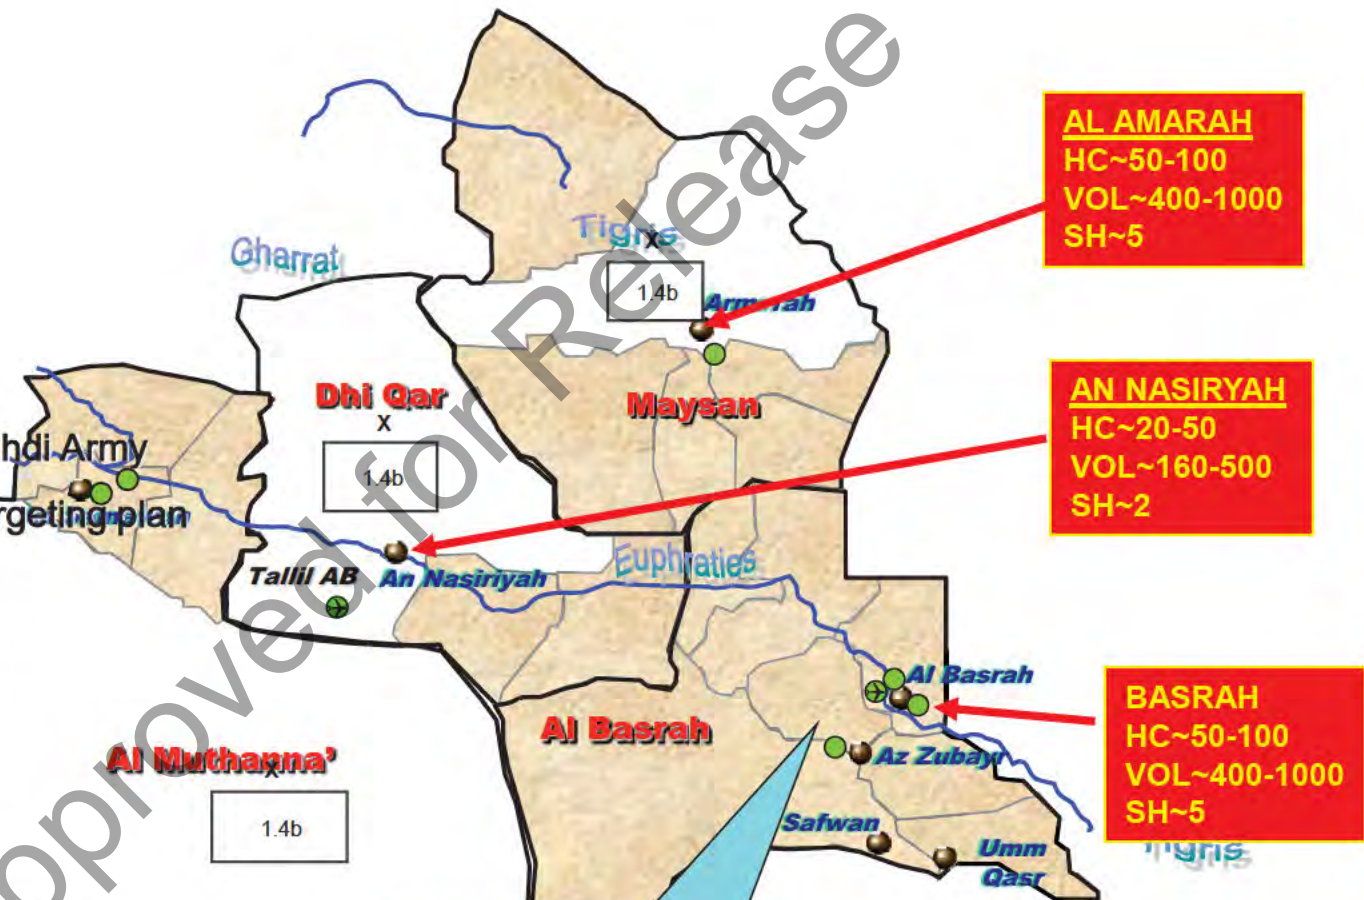 AL AMARAH
HC~50-100
VOL~400-1000
SH~5
Tigris
X
Gharrat
1.4b
Dhi Qar
X
1.4b
Maysan
AN NASIRYAH
HC~20-50
VOL~160-500
SH~2
hdi Army
rgeting plan
Euphraties
Tallil AB
An Nasiriyah
Al Basrah
BASRAH
HC~50-100
VOL~400-1000
SH~5
Al Basrah
Az Zubayr
Al Muthanna’
X
1.4b
Safwan
Umm
Qasr
Tigris
pproved for Release